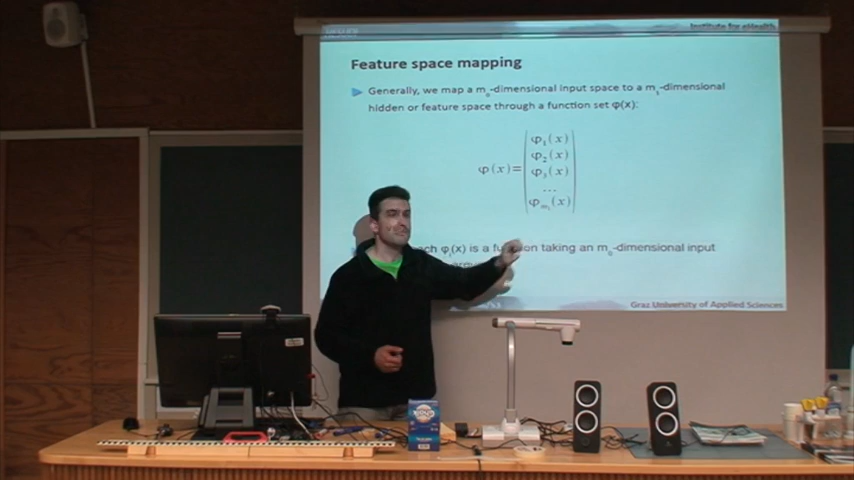 Institute for eHealth
Feature space mapping
Generally, we map a m₀-dimensional input space to a m₁-dimensional
hidden or feature space through a function set φ(x):
φ₁(x)
φ₂(x)
φ(x)= φ₃(x)
...
φₘ₁(x)
ach φᵢ(x) is a function taking an m₀-dimensional input
Graz University of Applied Sciences